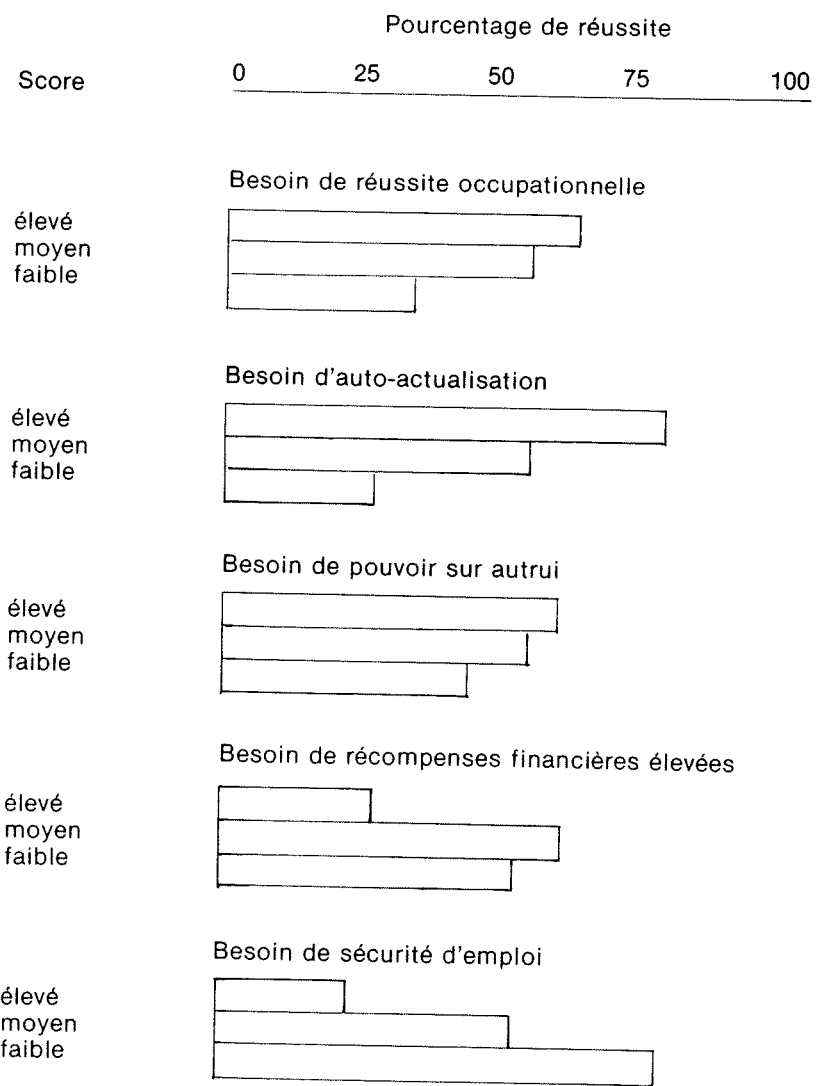 Pourcentage de réussite
Score 0 25 50 75 100
Besoin de réussite occupationnelle
élevé
moyen
faible
Besoin d'auto-actualisation
élevé
moyen
faible
Besoin de pouvoir sur autrui
élevé
moyen
faible
Besoin de récompenses financières élevées
élevé
moyen
faible
Besoin de sécurité d'emploi
élevé
moyen
faible